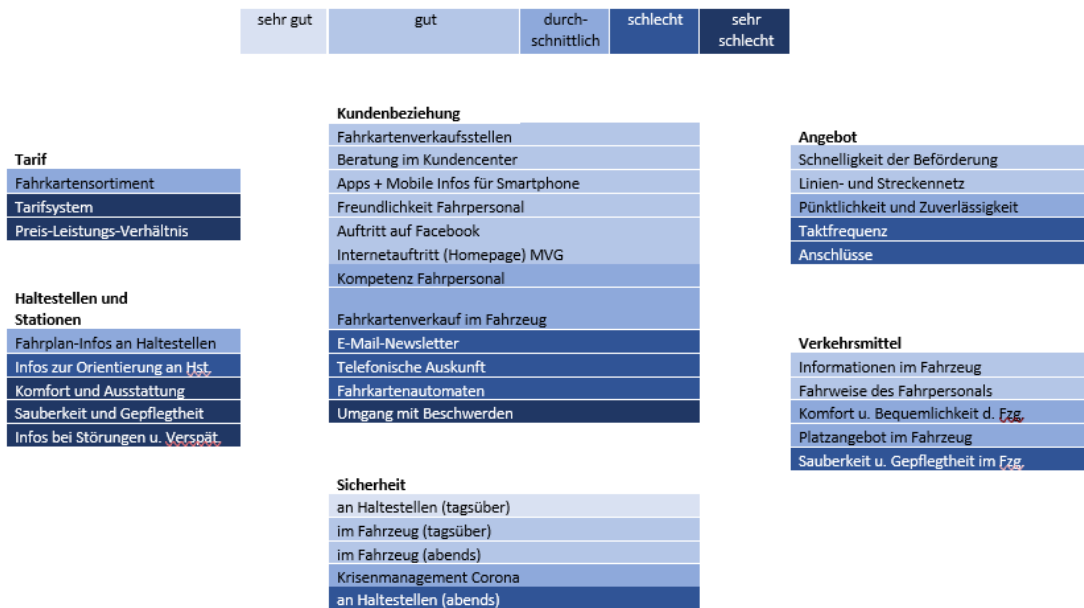 sehr gut
gut
durch-
schnittlich
schlecht
sehr
schlecht
Tarif
Fahrkartensortiment
Tarifsystem
Preis-Leistungs-Verhältnis
Haltestellen und
Stationen
Fahrplan-Infos an Haltestellen
Infos zur Orientierung an Hst.
Komfort und Ausstattung
Sauberkeit und Gepflegtheit
Infos bei Störungen u. Verspät.
Kundenbeziehung
Fahrkartenverkaufsstellen
Beratung im Kundencenter
Apps + Mobile Infos für Smartphone
Freundlichkeit Fahrpersonal
Auftritt auf Facebook
Internetauftritt (Homepage) MVG
Kompetenz Fahrpersonal
Fahrkartenverkauf im Fahrzeug
E-Mail-Newsletter
Telefonische Auskunft
Fahrkartenautomaten
Umgang mit Beschwerden
Sicherheit
an Haltestellen (tagsüber)
im Fahrzeug (tagsüber)
im Fahrzeug (abends)
Krisenmanagement Corona
an Haltestellen (abends)
Angebot
Schnelligkeit der Beförderung
Linien- und Streckennetz
Pünktlichkeit und Zuverlässigkeit
Taktfrequenz
Anschlüsse
Verkehrsmittel
Informationen im Fahrzeug
Fahrweise des Fahrpersonals
Komfort u. Bequemlichkeit d. Fzg.
Platzangebot im Fahrzeug
Sauberkeit u. Gepflegtheit im Fzg.